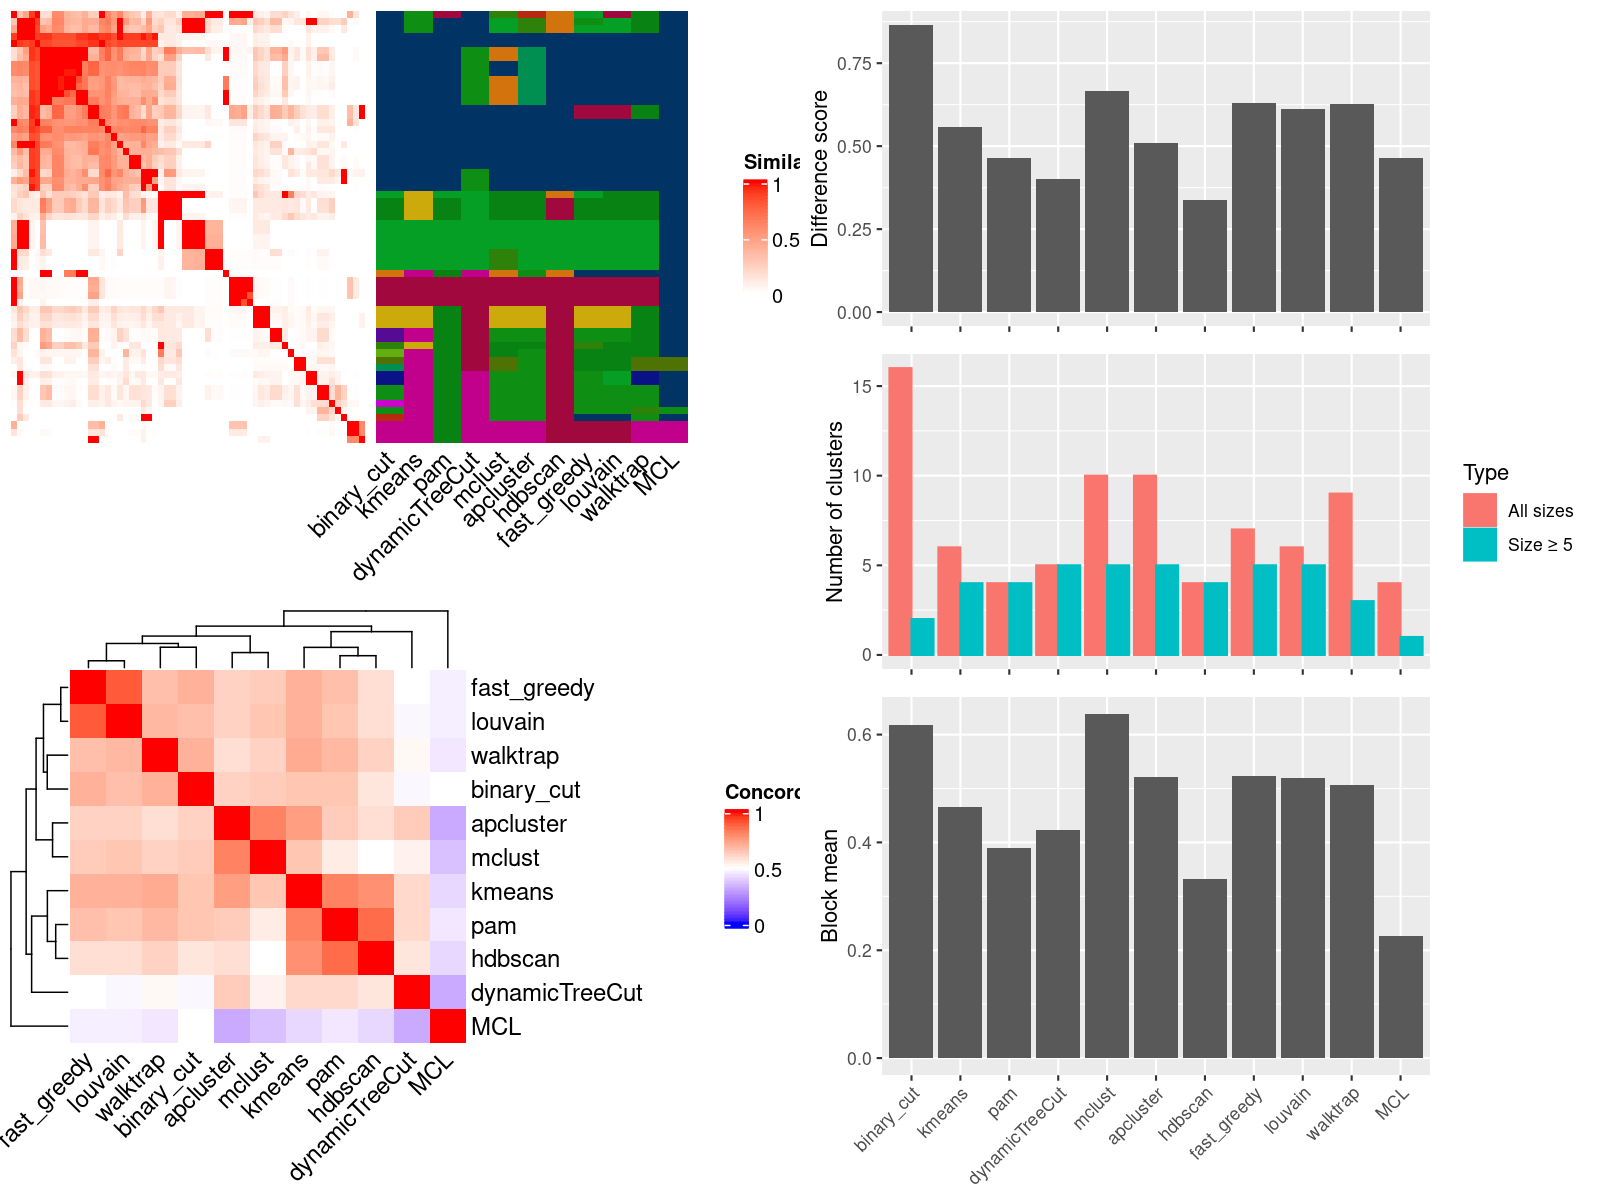 Simila
1
0.5
0
binary_cut
kmeans
pam
dynamicTreeCut
mclust
apcluster
hdbscan
fast_greedy
louvain
walktrap
MCL
fast_greedy
louvain
walktrap
binary_cut
apcluster
mclust
kmeans
pam
hdbscan
dynamicTreeCut
MCL
Concord
1
0.5
0
fast_greedy
louvain
walktrap
binary_cut
apcluster
mclust
kmeans
pam
hdbscan
dynamicTreeCut
MCL
Difference score
0.75
0.50
0.25
0.00
Number of clusters
15
10
5
0
Type
All sizes
Size ≥ 5
Block mean
0.6
0.4
0.2
0.0
binary_cut
kmeans
pam
dynamicTreeCut
mclust
apcluster
hdbscan
fast_greedy
louvain
walktrap
MCL